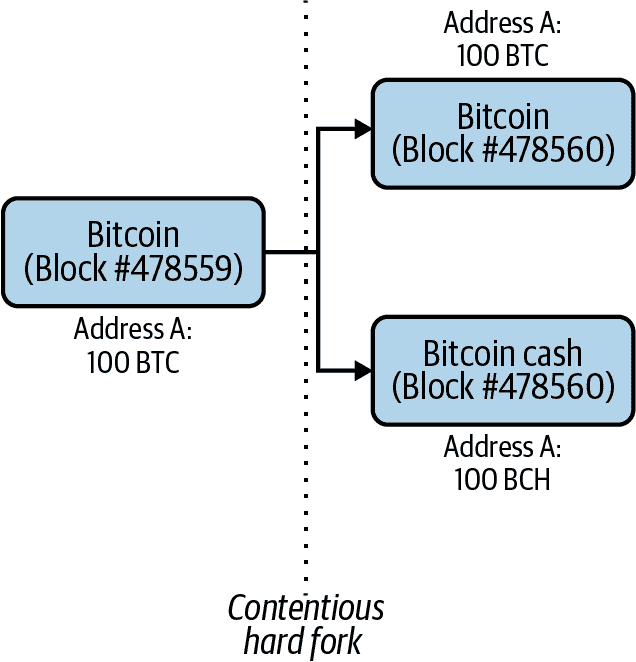 Address A:
100 BTC
Bitcoin
(Block #478560)
Bitcoin
(Block #478559)
Address A:
100 BTC
Bitcoin cash
(Block #478560)
Address A:
100 BCH
Contentious
hard fork